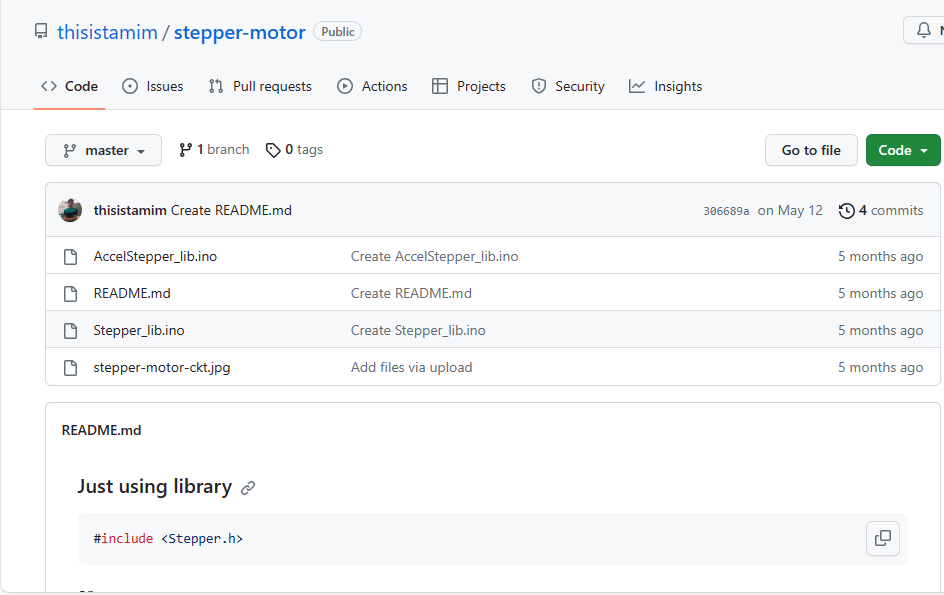 thisistamim / stepper-motor Public
Code Issues Pull requests Actions Projects Security Insights
master 1 branch 0 tags Go to file Code
thisistamim Create README.md 306689a on May 12 4 commits
AccelStepper_lib.ino Create AccelStepper_lib.ino 5 months ago
README.md Create README.md 5 months ago
Stepper_lib.ino Create Stepper_lib.ino 5 months ago
stepper-motor-ckt.jpg Add files via upload 5 months ago
README.md
Just using library
#include <Stepper.h>